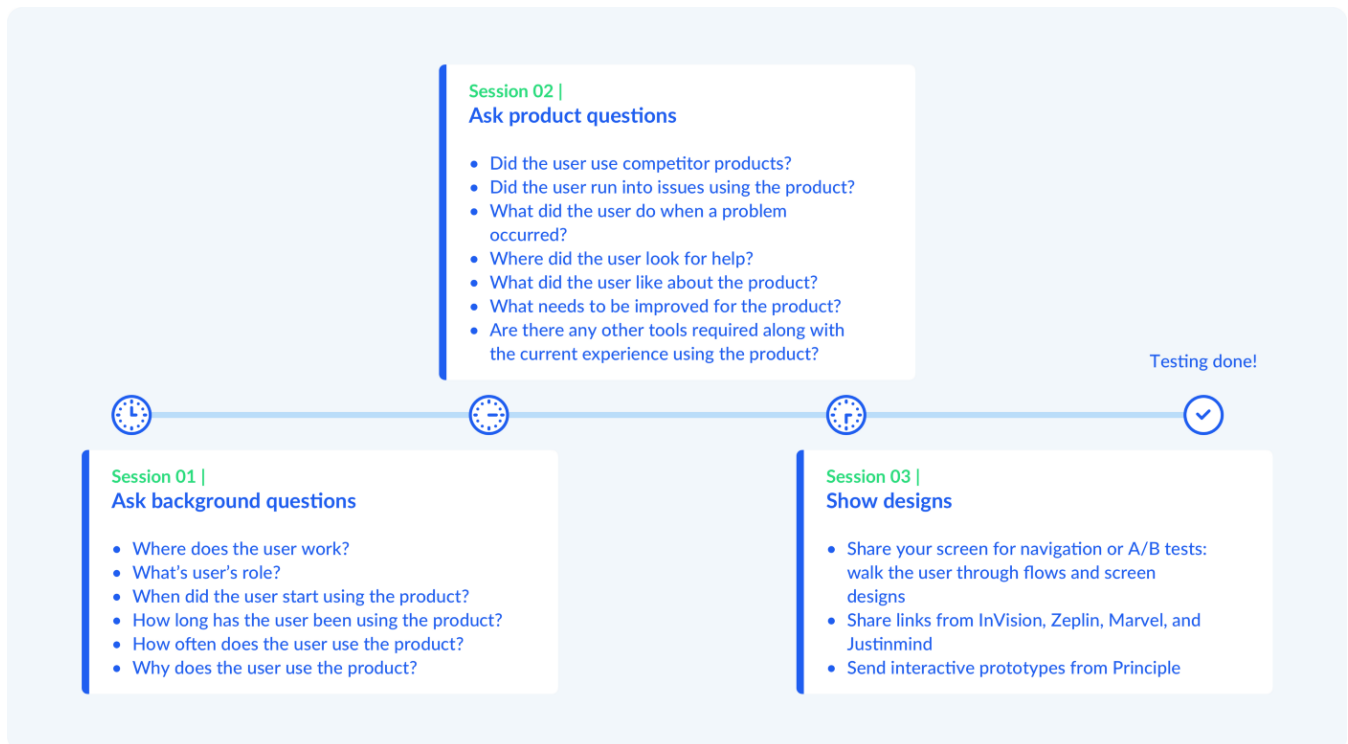 Session 02 |
Ask product questions
• Did the user use competitor products?
• Did the user run into issues using the product?
• What did the user do when a problem
occurred?
• Where did the user look for help?
• What did the user like about the product?
• What needs to be improved for the product?
• Are there any other tools required along with
the current experience using the product?
Testing done!
Session 01 |
Ask background questions
• Where does the user work?
• What’s user’s role?
• When did the user start using the product?
• How long has the user been using the product?
• How often does the user use the product?
• Why does the user use the product?
Session 03 |
Show designs
• Share your screen for navigation or A/B tests:
walk the user through flows and screen
designs
• Share links from InVision, Zeplin, Marvel, and
Justinmind
• Send interactive prototypes from Principle